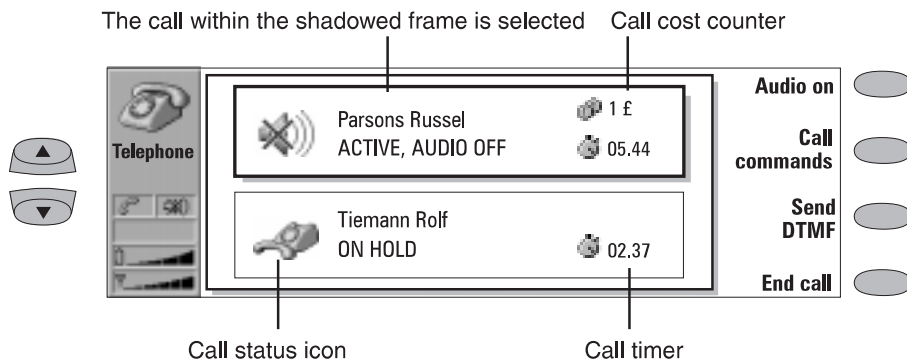 The call within the shadowed frame is selected
Call cost counter
Telephone
Parsons Russel
ACTIVE, AUDIO OFF
1 £
05.44
Tiemann Rolf
ON HOLD
02.37
Audio on
Call
commands
Send
DTMF
End call
Call status icon
Call timer